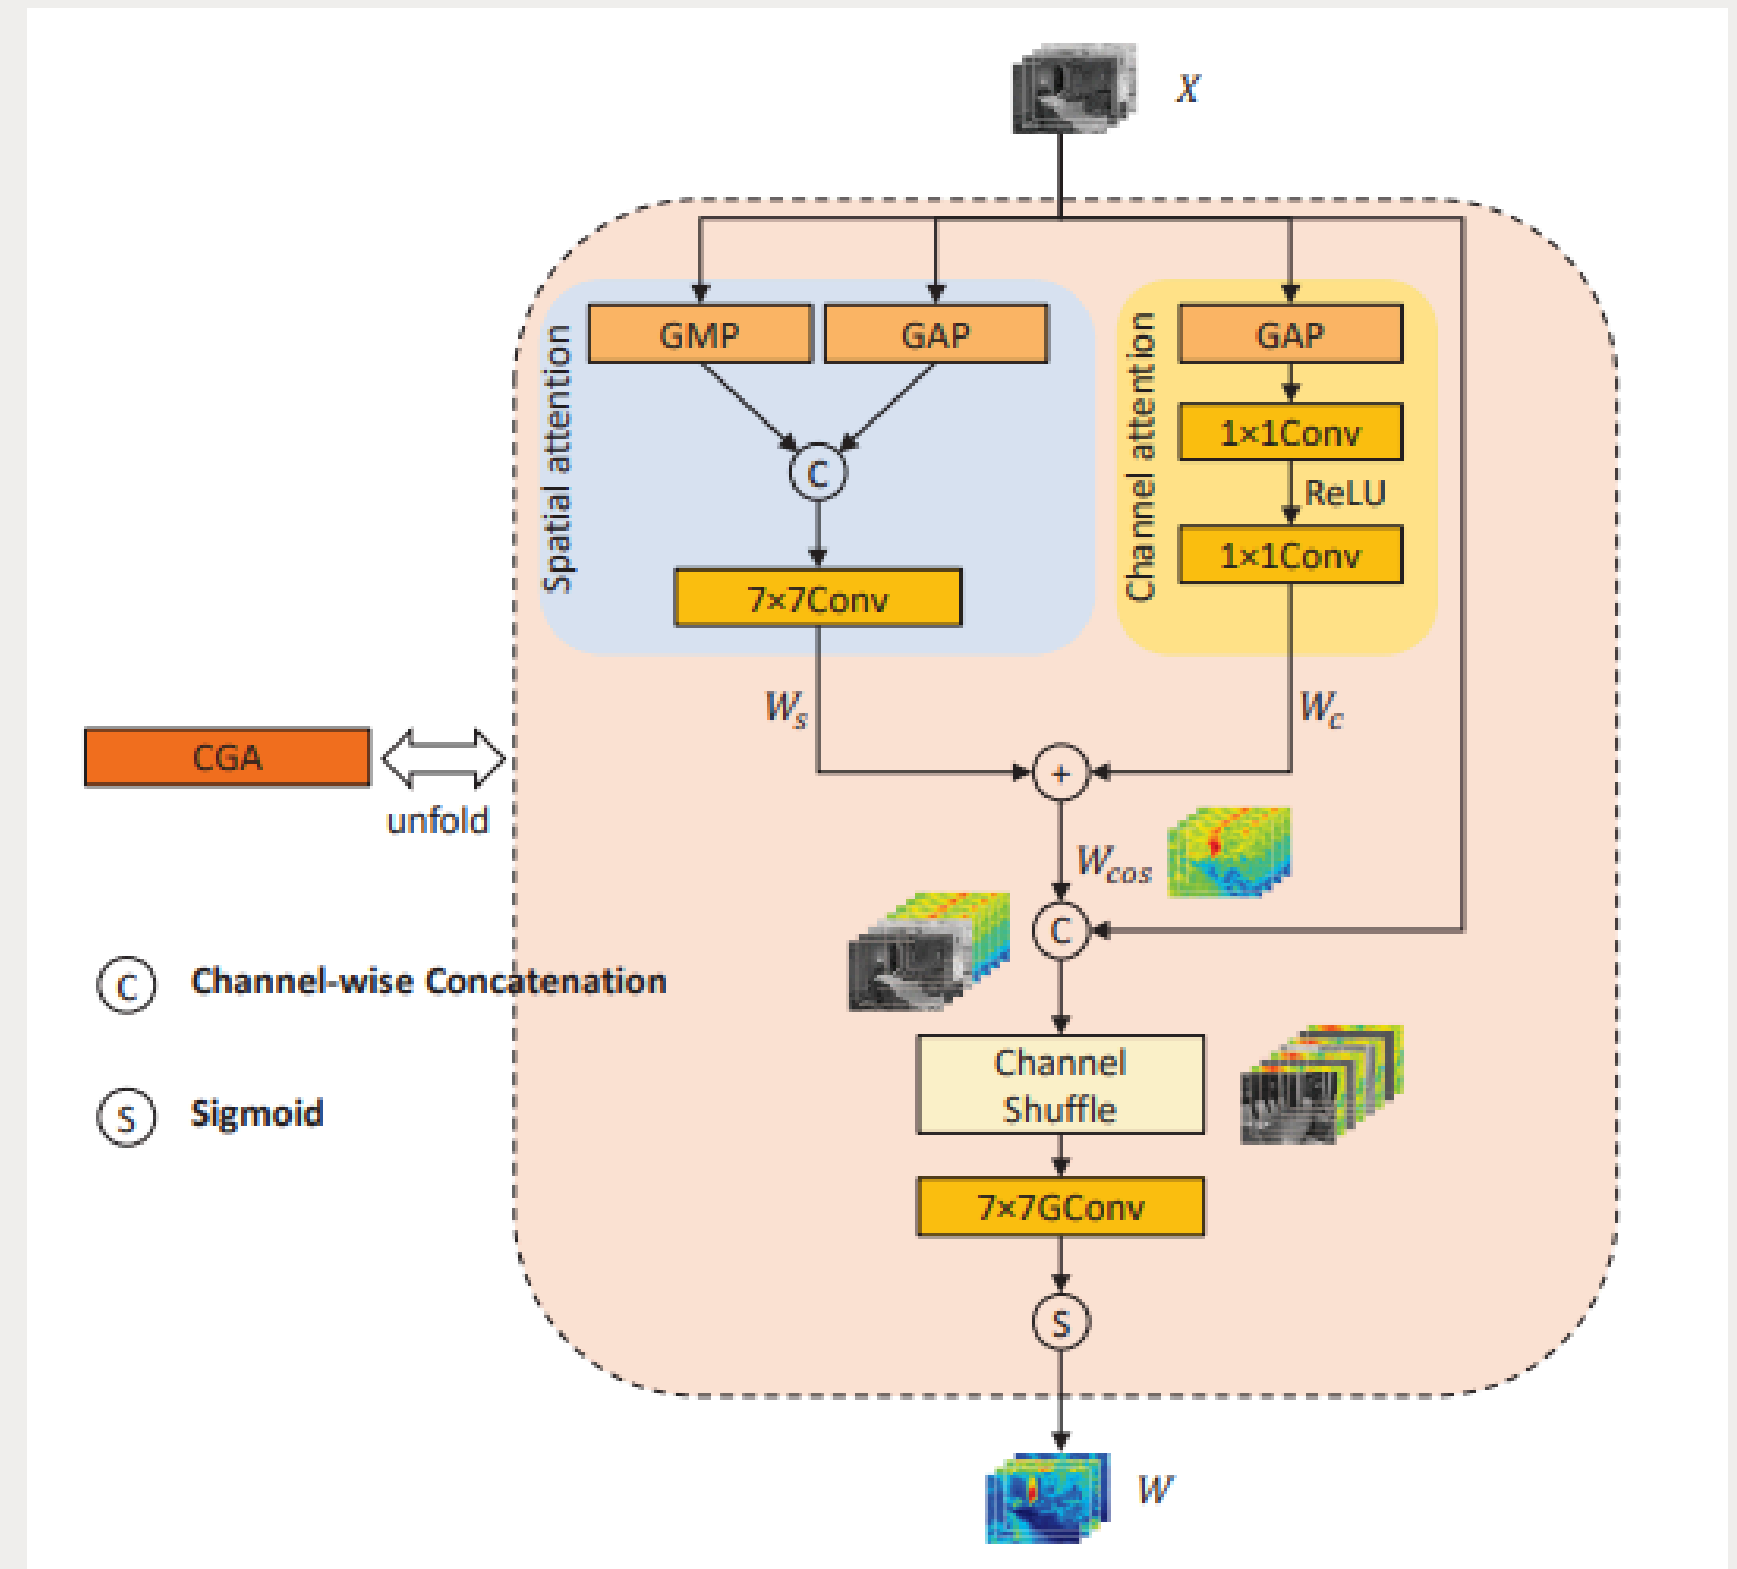 X
GMP
GAP
GAP
Spatial attention
Channel attention
1×1Conv
C
ReLU
1×1Conv
7×7Conv
W_s
W_c
CGA
+
unfold
W_cos
C
C Channel-wise Concatenation
Channel
Shuffle
S Sigmoid
7×7GConv
S
W